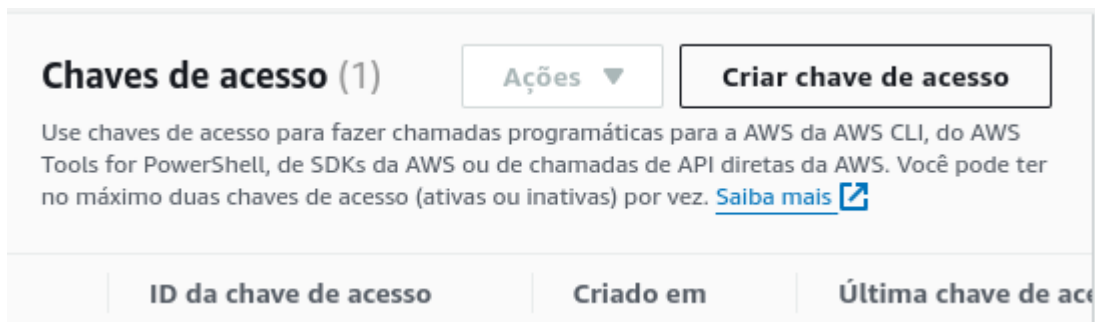 Chaves de acesso (1)
Ações ▼
Criar chave de acesso
Use chaves de acesso para fazer chamadas programáticas para a AWS da AWS CLI, do AWS
Tools for PowerShell, de SDKs da AWS ou de chamadas de API diretas da AWS. Você pode ter
no máximo duas chaves de acesso (ativas ou inativas) por vez. Saiba mais
ID da chave de acesso
Criado em
Última chave de